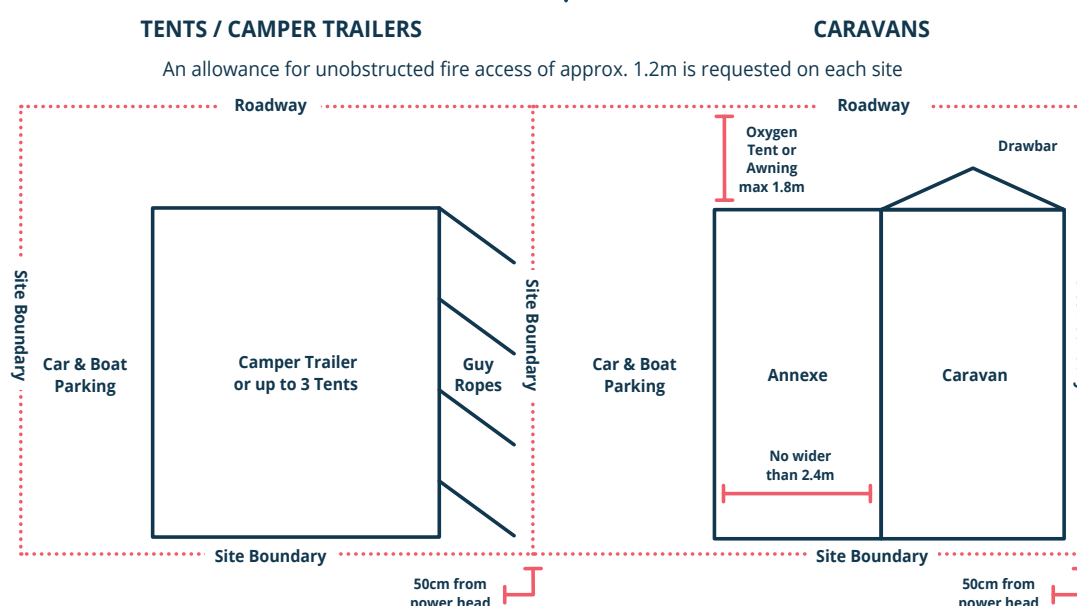 TENTS / CAMPER TRAILERS
CARAVANS
An allowance for unobstructed fire access of approx. 1.2m is requested on each site
Roadway
Roadway
Oxygen
Tent or
Awning
max 1.8m
Drawbar
Site Boundary
Car & Boat
Parking
Camper Trailer
or up to 3 Tents
Guy
Ropes
Site Boundary
Car & Boat
Parking
Annexe
Caravan
No wider
than 2.4m
Site Boundary
Site Boundary
50cm from
power head
50cm from
power head